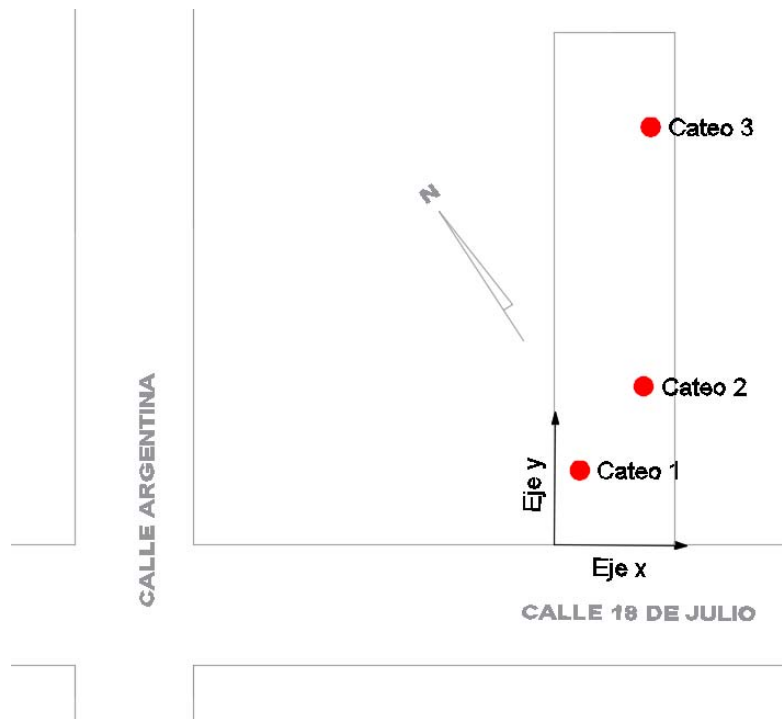 Cateo 3
N
Cateo 2
Cateo 1
Eje y
Eje x
CALLE ARGENTINA
CALLE 18 DE JULIO